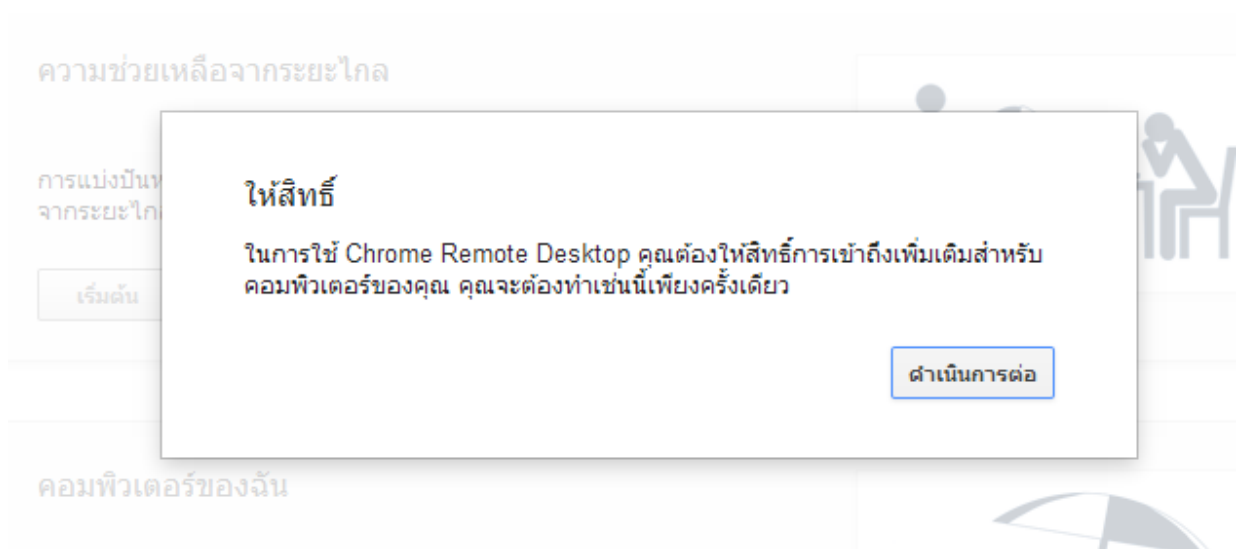 ความช่วยเหลือจากระยะไกล
การแบ่งปัน
จากระยะไก
ให้สิทธิ์
ในการใช้ Chrome Remote Desktop คุณต้องให้สิทธิ์การเข้าถึงเพิ่มเติมสำหรับ
คอมพิวเตอร์ของคุณ คุณจะต้องทำเช่นนี้เพียงครั้งเดียว
เริ่มต้น
ดำเนินการต่อ
คอมพิวเตอร์ของฉัน